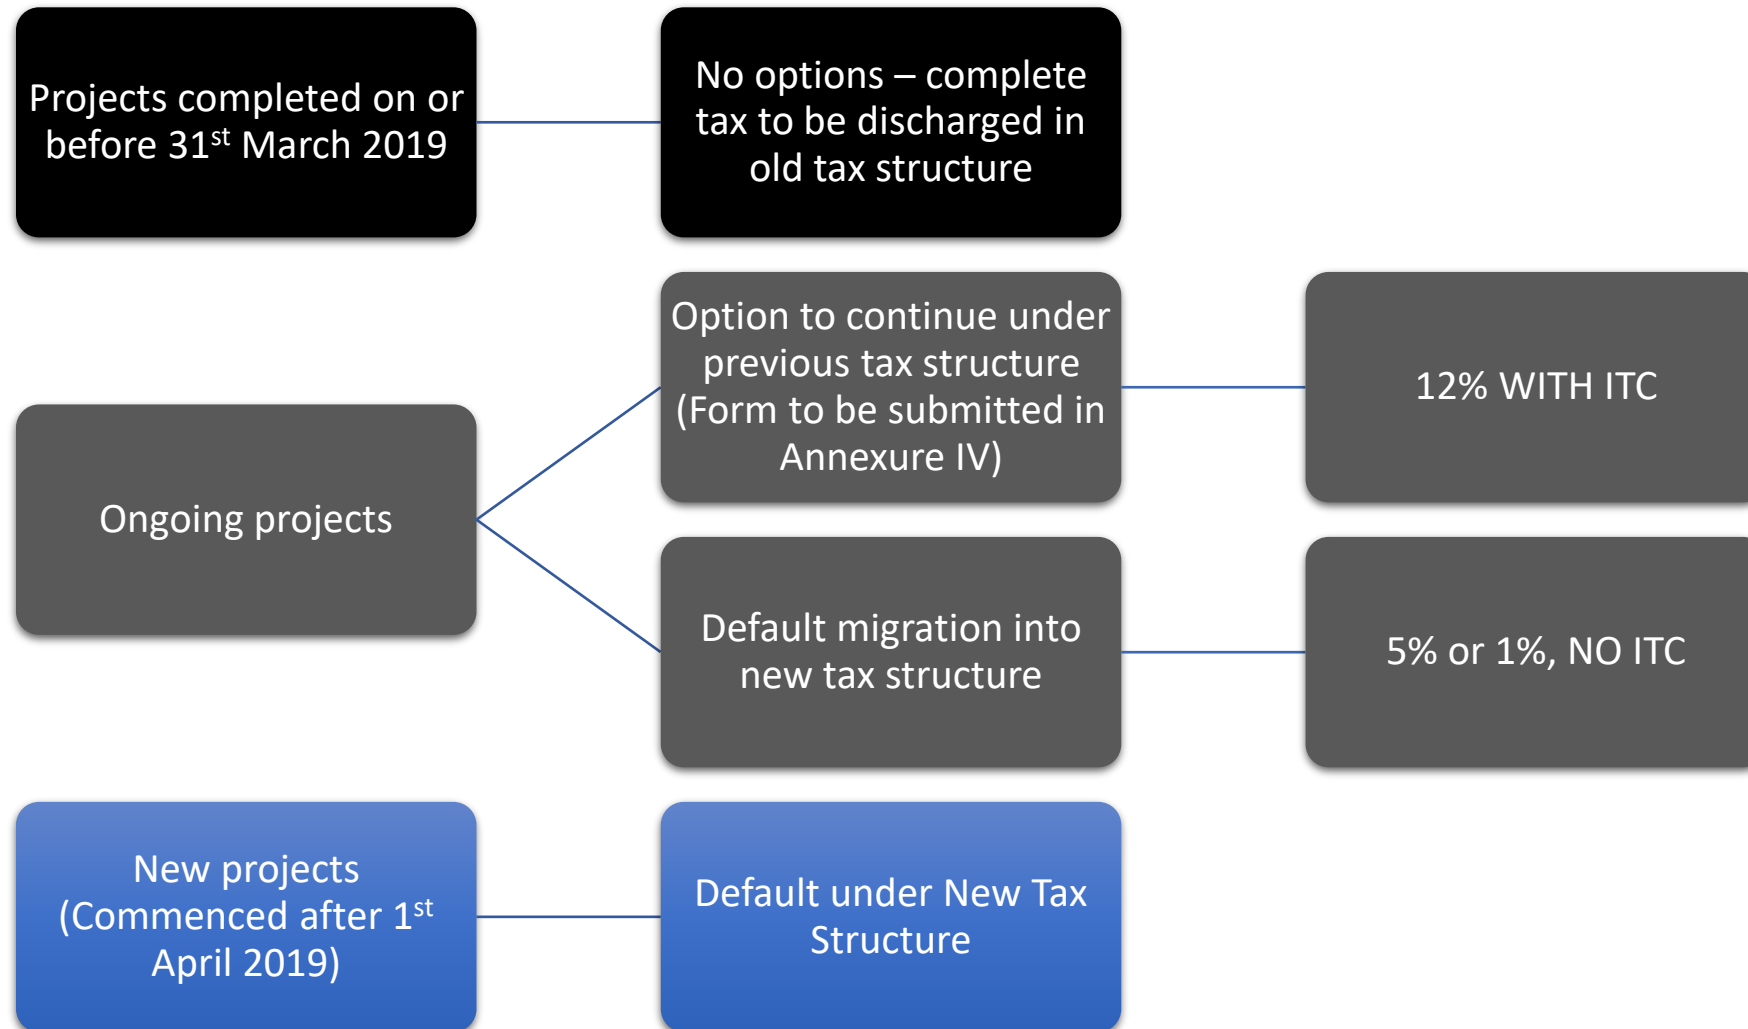 Projects completed on or
before 31st March 2019
No options – complete
tax to be discharged in
old tax structure
Ongoing projects
Option to continue under
previous tax structure
(Form to be submitted in
Annexure IV)
12% WITH ITC
Default migration into
new tax structure
5% or 1%, NO ITC
New projects
(Commenced after 1st
April 2019)
Default under New Tax
Structure